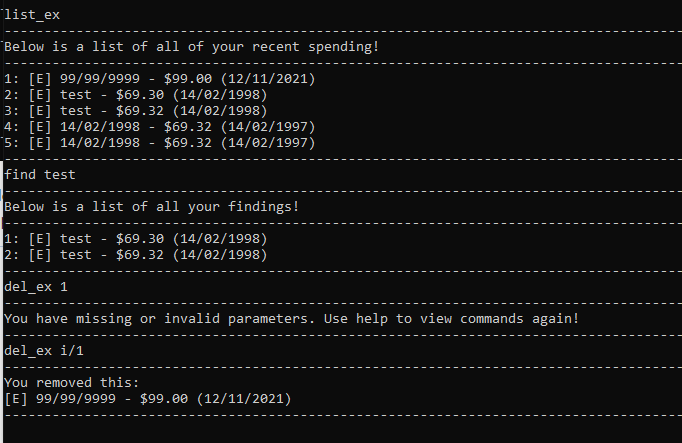 list_ex
Below is a list of all of your recent spending!
1: [E] 99/99/9999 - $99.00 (12/11/2021)
2: [E] test - $69.30 (14/02/1998)
3: [E] test - $69.32 (14/02/1998)
4: [E] 14/02/1998 - $69.32 (14/02/1997)
5: [E] 14/02/1998 - $69.32 (14/02/1997)
find test
Below is a list of all your findings!
1: [E] test - $69.30 (14/02/1998)
2: [E] test - $69.32 (14/02/1998)
del_ex 1
You have missing or invalid parameters. Use help to view commands again!
del_ex i/1
You removed this:
[E] 99/99/9999 - $99.00 (12/11/2021)